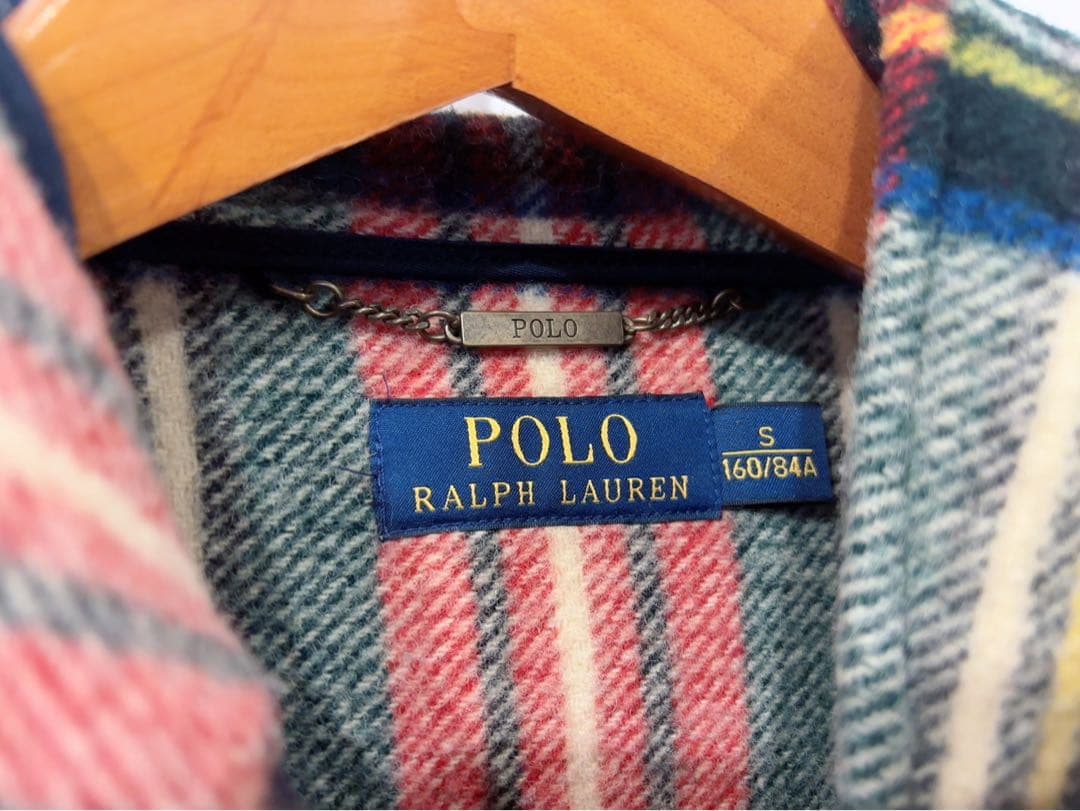 POLO
POLO
RALPH LAUREN
S
160/84A